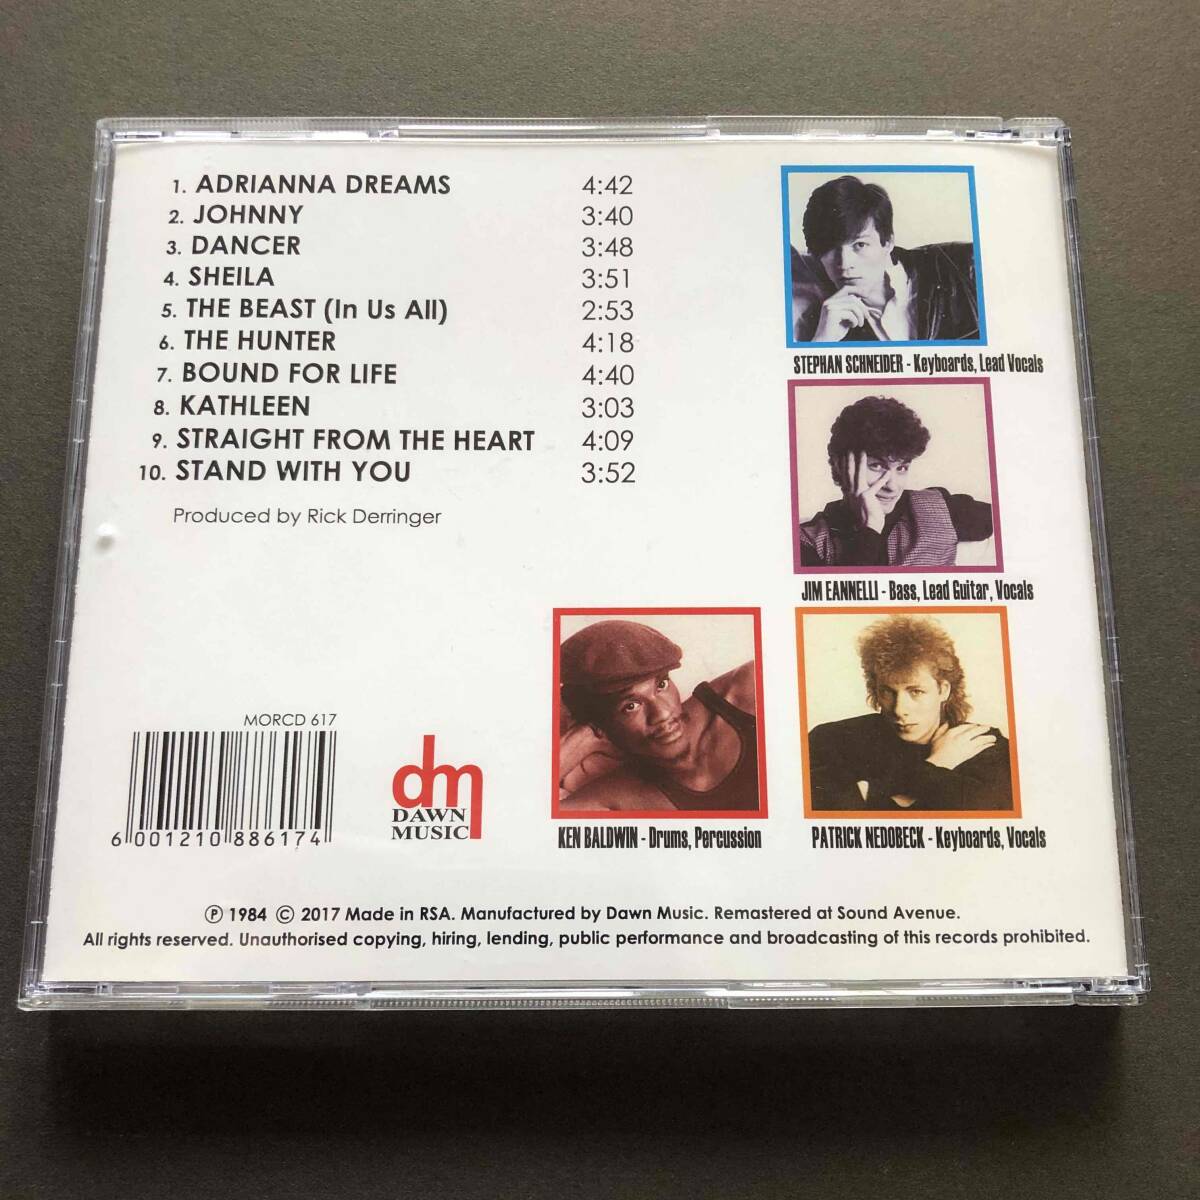 1. ADRIANNA DREAMS 4:42
2. JOHNNY 3:40
3. DANCER 3:48
4. SHEILA 3:51
5. THE BEAST (In Us All) 2:53
6. THE HUNTER 4:18
7. BOUND FOR LIFE 4:40
8. KATHLEEN 3:03
9. STRAIGHT FROM THE HEART 4:09
10. STAND WITH YOU 3:52
Produced by Rick Derringer
STEPHAN SCHNEIDER - Keyboards, Lead Vocals
JIM EANNELLI - Bass, Lead Guitar, Vocals
KEN BALDWIN - Drums, Percussion
PATRICK NEDOBECK - Keyboards, Vocals
MORCD 617
6 001210 886174
dm
DAWN
MUSIC
Ⓟ 1984 © 2017 Made in RSA. Manufactured by Dawn Music. Remastered at Sound Avenue.
All rights reserved. Unauthorised copying, hiring, lending, public performance and broadcasting of this records prohibited.